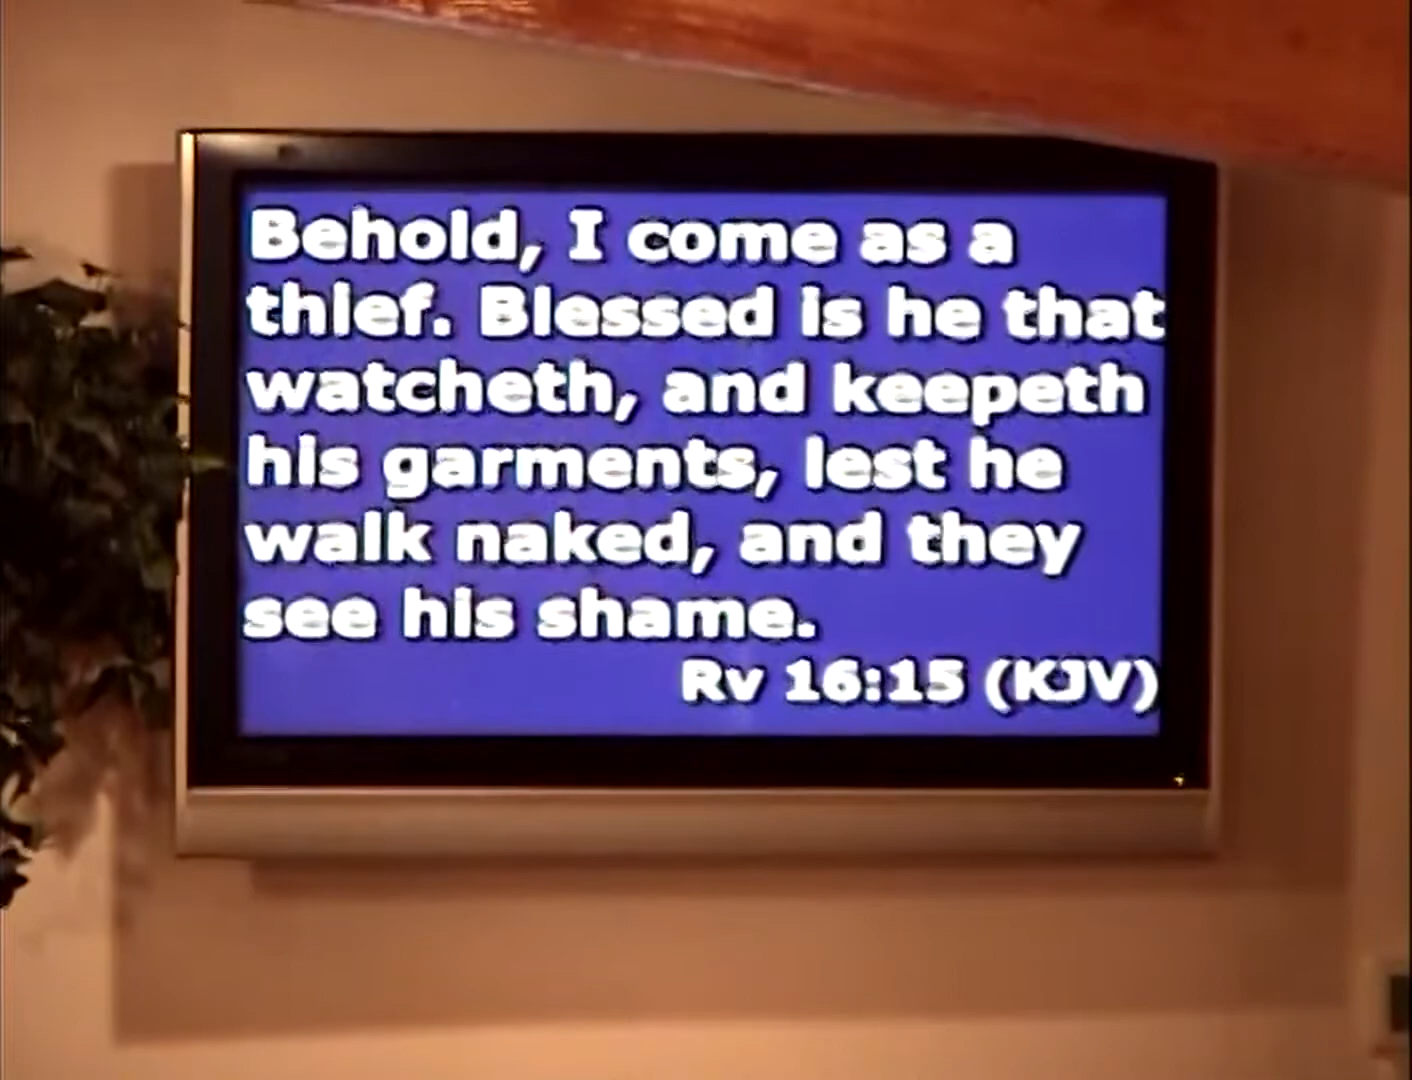 Behold, I come as a
thief. Blessed is he that
watcheth, and keepeth
his garments, lest he
walk naked, and they
see his shame.
Rv 16:15 (KJV)